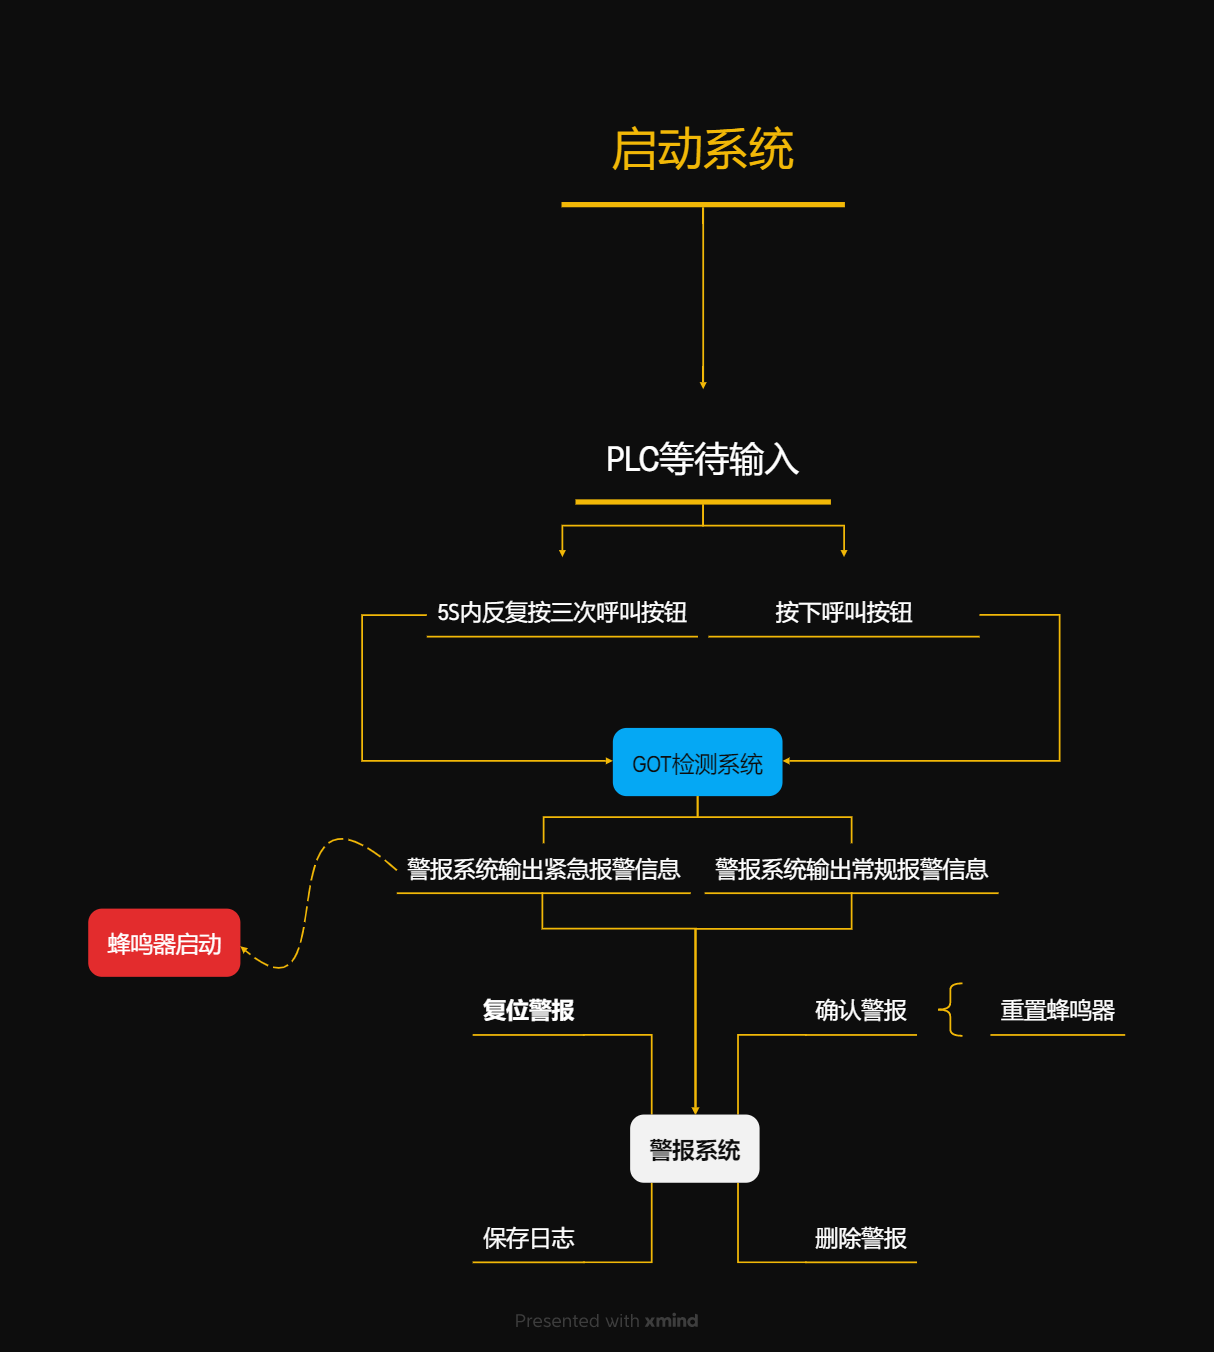 启动系统
PLC等待输入
5S内反复按三次呼叫按钮
按下呼叫按钮
GOT检测系统
警报系统输出紧急报警信息
警报系统输出常规报警信息
蜂鸣器启动
复位警报
确认警报
重置蜂鸣器
警报系统
保存日志
删除警报
Presented with xmind